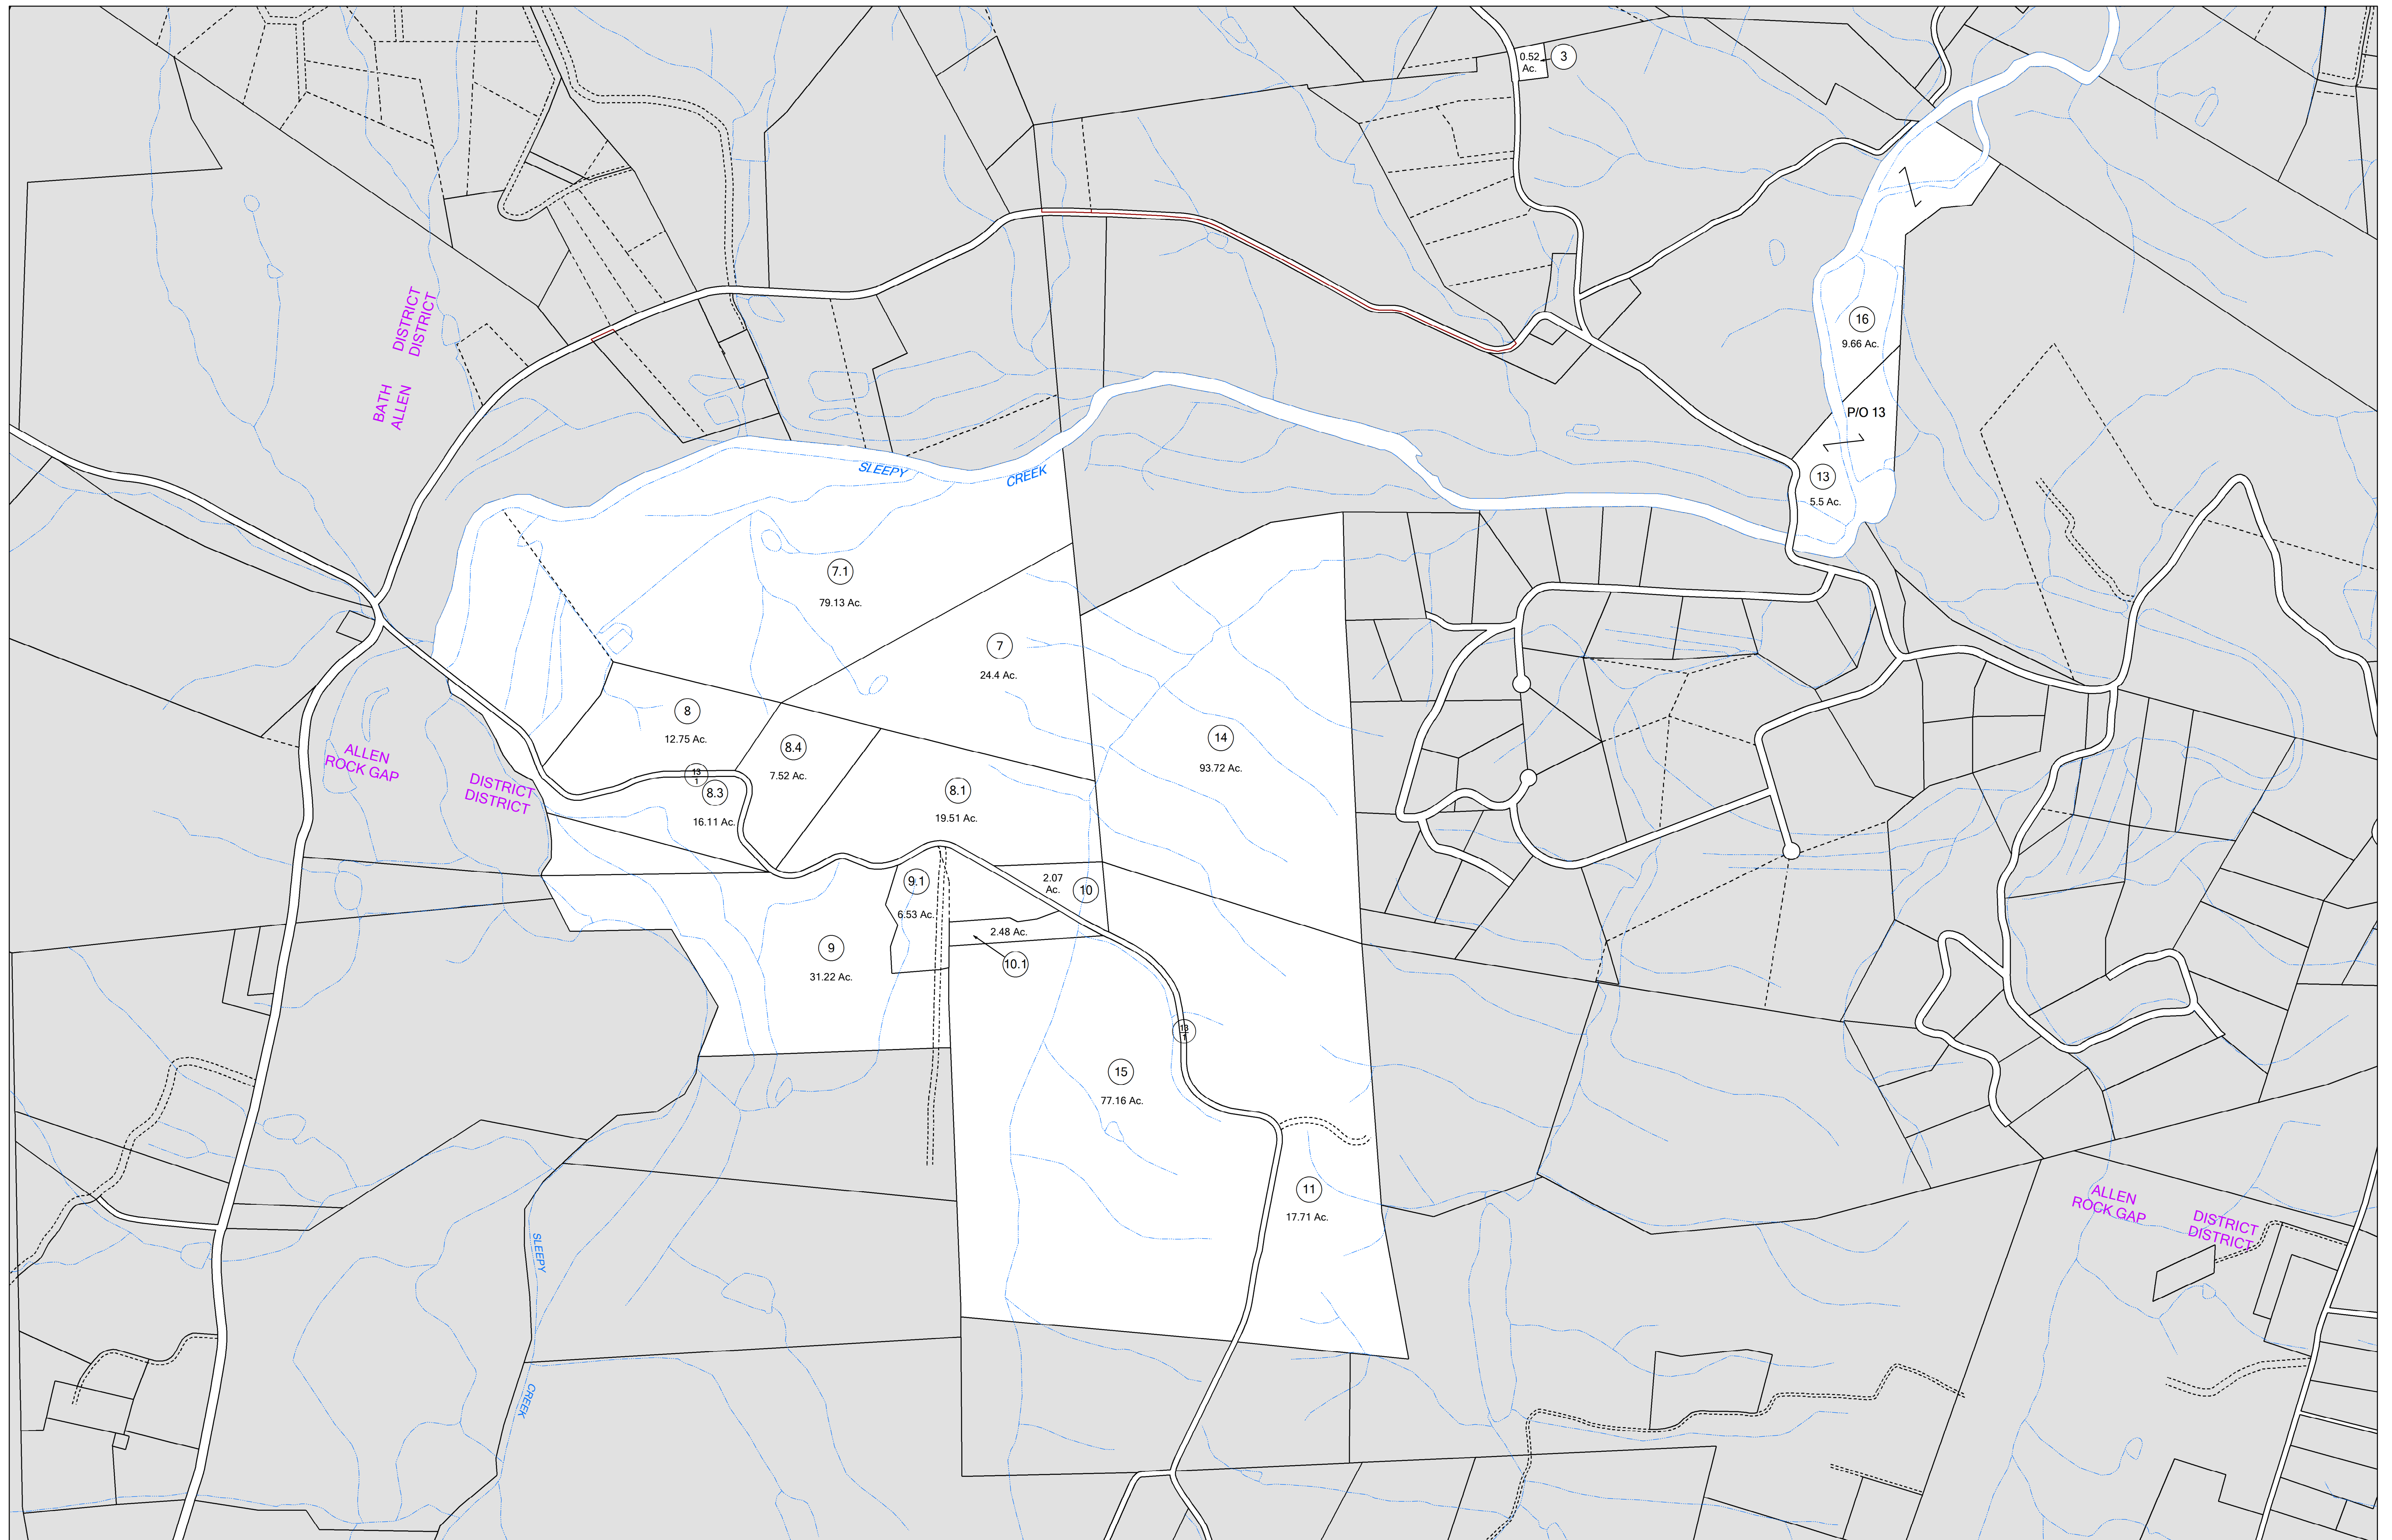 0.52
Ac.
3
DISTRICT
DISTRICT
BATH
ALLEN
16
9.66 Ac.
P/O 13
13
5.5 Ac.
SLEEPY
CREEK
7.1
79.13 Ac.
7
24.4 Ac.
8
12.75 Ac.
8.4
7.52 Ac.
14
93.72 Ac.
ALLEN
ROCK GAP
DISTRICT
DISTRICT
13
1
8.3
16.11 Ac.
8.1
19.51 Ac.
9.1
6.53 Ac.
2.07
Ac.
10
2.48 Ac.
10.1
9
31.22 Ac.
13
1
15
77.16 Ac.
11
17.71 Ac.
ALLEN
ROCK GAP
DISTRICT
DISTRICT
SLEEPY
CREEK